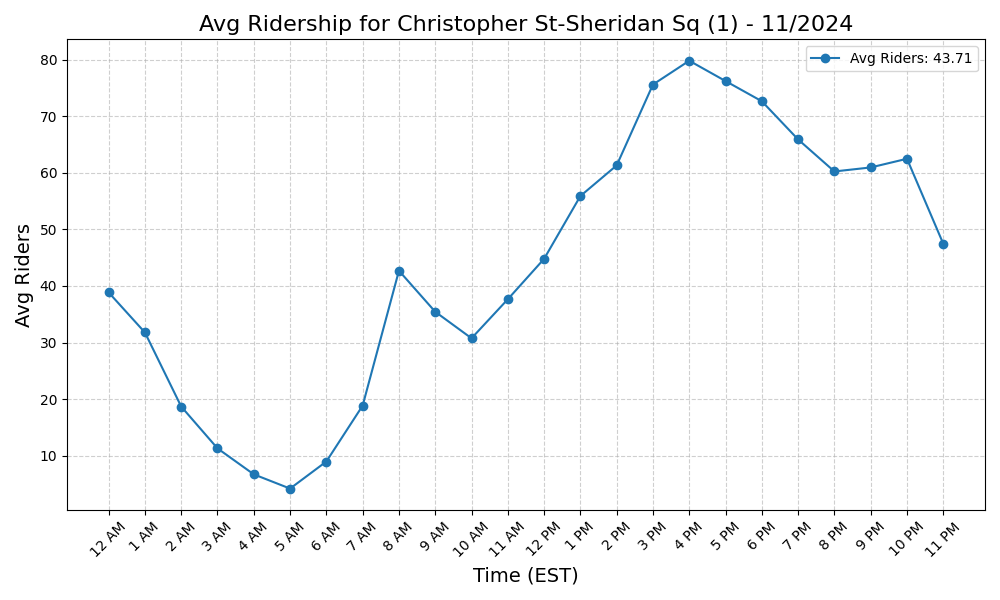 Avg Ridership for Christopher St-Sheridan Sq (1) - 11/2024
Avg Riders: 43.71
Avg Riders
80
70
60
50
40
30
20
10
12 AM
1 AM
2 AM
3 AM
4 AM
5 AM
6 AM
7 AM
8 AM
9 AM
10 AM
11 AM
12 PM
1 PM
2 PM
3 PM
4 PM
5 PM
6 PM
7 PM
8 PM
9 PM
10 PM
11 PM
Time (EST)